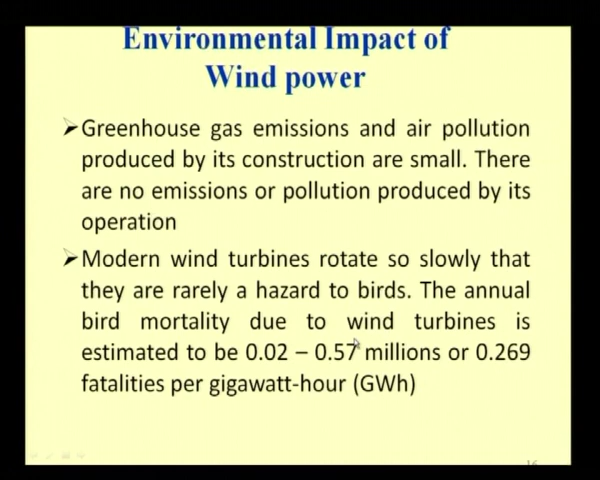 Environmental Impact of
Wind power
➢Greenhouse gas emissions and air pollution
produced by its construction are small. There
are no emissions or pollution produced by its
operation
➢Modern wind turbines rotate so slowly that
they are rarely a hazard to birds. The annual
bird mortality due to wind turbines is
estimated to be 0.02 – 0.57 millions or 0.269
fatalities per gigawatt-hour (GWh)